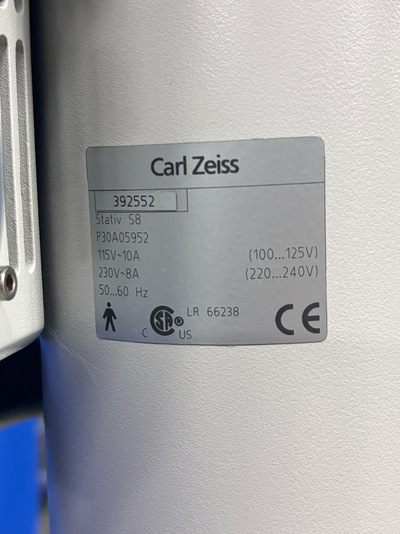 Carl Zeiss
392552
Stativ S8
P30A05952
115V~10A (100...125V)
230V~8A (220...240V)
50...60 Hz
LR 66238
C SA® US
CE